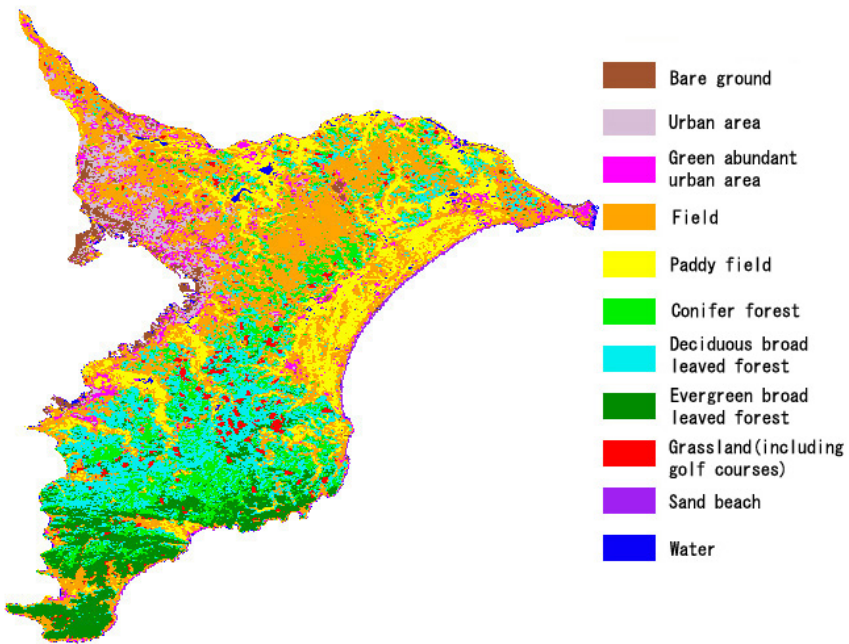 Bare ground
Urban area
Green abundant
urban area
Field
Paddy field
Conifer forest
Deciduous broad
leaved forest
Evergreen broad
leaved forest
Grassland(including
golf courses)
Sand beach
Water